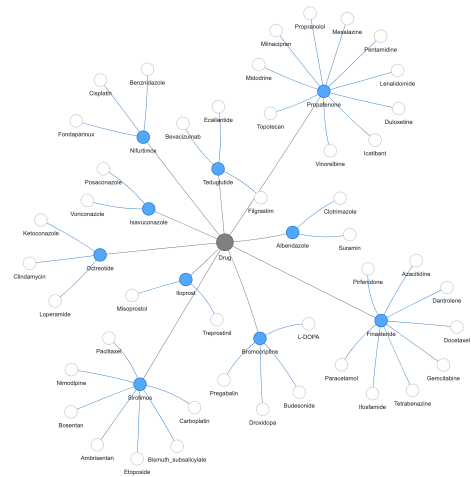 Propranolol
Mesalazine
Milnacipran
Pentamidine
Midodrine
Lenalidomide
Benznidazole
Cisplatin
Propafenone
Duloxetine
Topotecan
Ecallantide
Fondaparinux
Bevacizumab
Icatibant
Nifurtimox
Vinorelbine
Posaconazole
Teduglutide
Voriconazole
Filgrastim
Clotrimazole
Isavuconazole
Ketoconazole
Albendazole
Suramin
Drug
Octreotide
Clindamycin
Azacitidine
Pirfenidone
Iloprost
Loperamide
Misoprostol
Dantrolene
Treprostinil
L-DOPA
Finasteride
Docetaxel
Paclitaxel
Bromocriptine
Nimodipine
Paracetamol
Gemcitabine
Sirolimus
Pregabalin
Budesonide
Ifosfamide
Tetrabenazine
Bosentan
Carboplatin
Droxidopa
Ambrisentan
Bismuth_subsalicylate
Etoposide